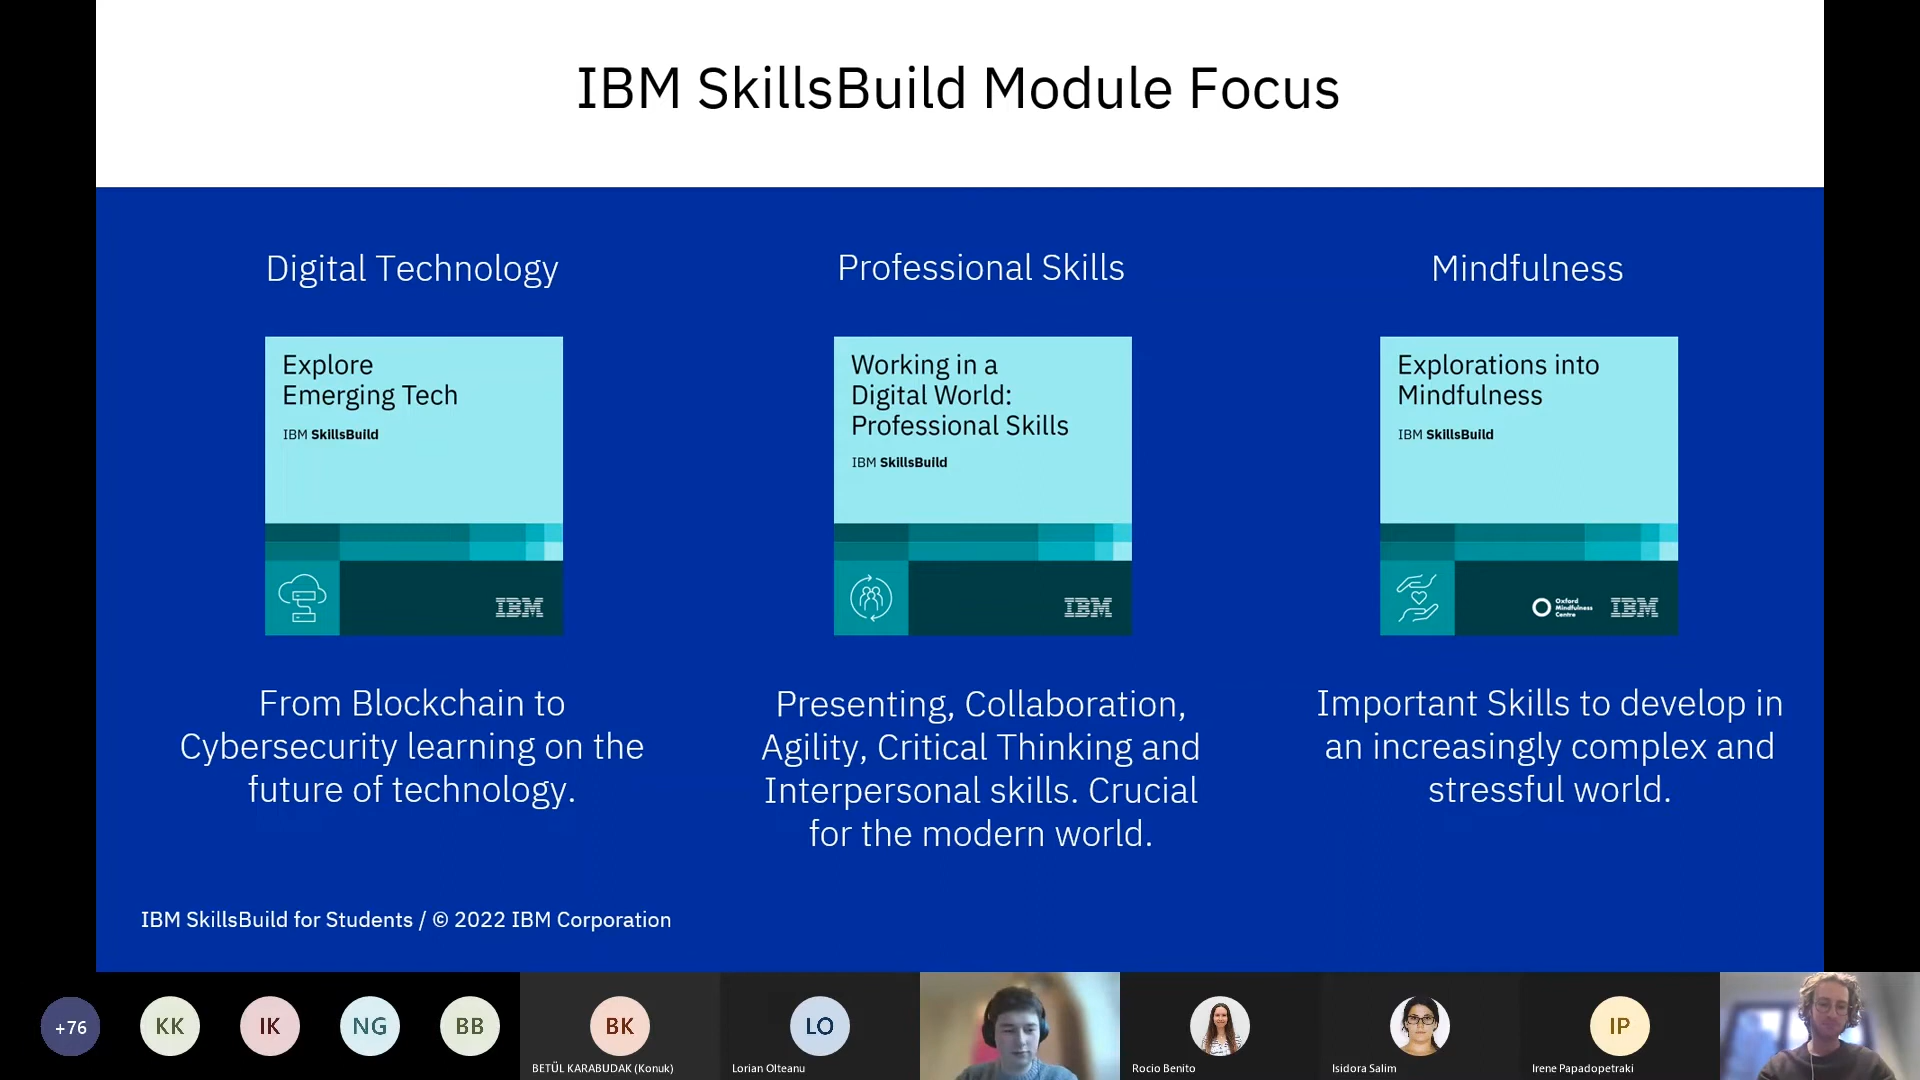 IBM SkillsBuild Module Focus
Digital Technology
Professional Skills
Mindfulness
Explore
Emerging Tech
IBM SkillsBuild
IBM
Working in a
Digital World:
Professional Skills
IBM SkillsBuild
IBM
Explorations into
Mindfulness
IBM SkillsBuild
Oxford
Mindfulness
Centre
IBM
From Blockchain to
Cybersecurity learning on the
future of technology.
Presenting, Collaboration,
Agility, Critical Thinking and
Interpersonal skills. Crucial
for the modern world.
Important Skills to develop in
an increasingly complex and
stressful world.
IBM SkillsBuild for Students / © 2022 IBM Corporation
+76
KK
IK
NG
BB
BK
BETÜL KARABUDAK (Konuk)
LO
Lorian Olteanu
Rocio Benito
Isidora Salim
IP
Irene Papadopetraki